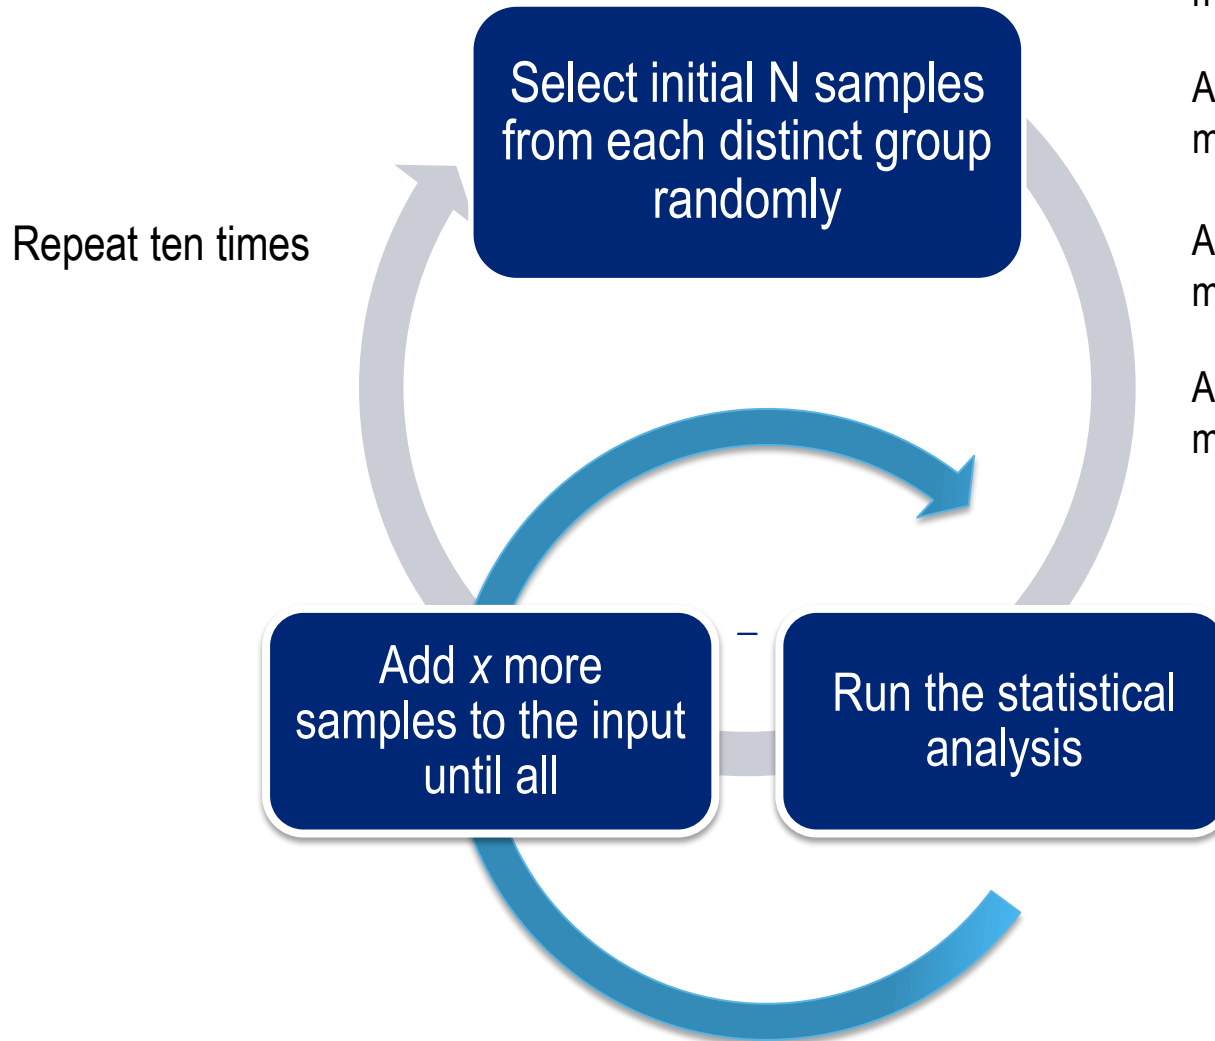 Select initial N samples
from each distinct group
randomly
Repeat ten times
Add x more
samples to the input
until all
–
Run the statistical
analysis